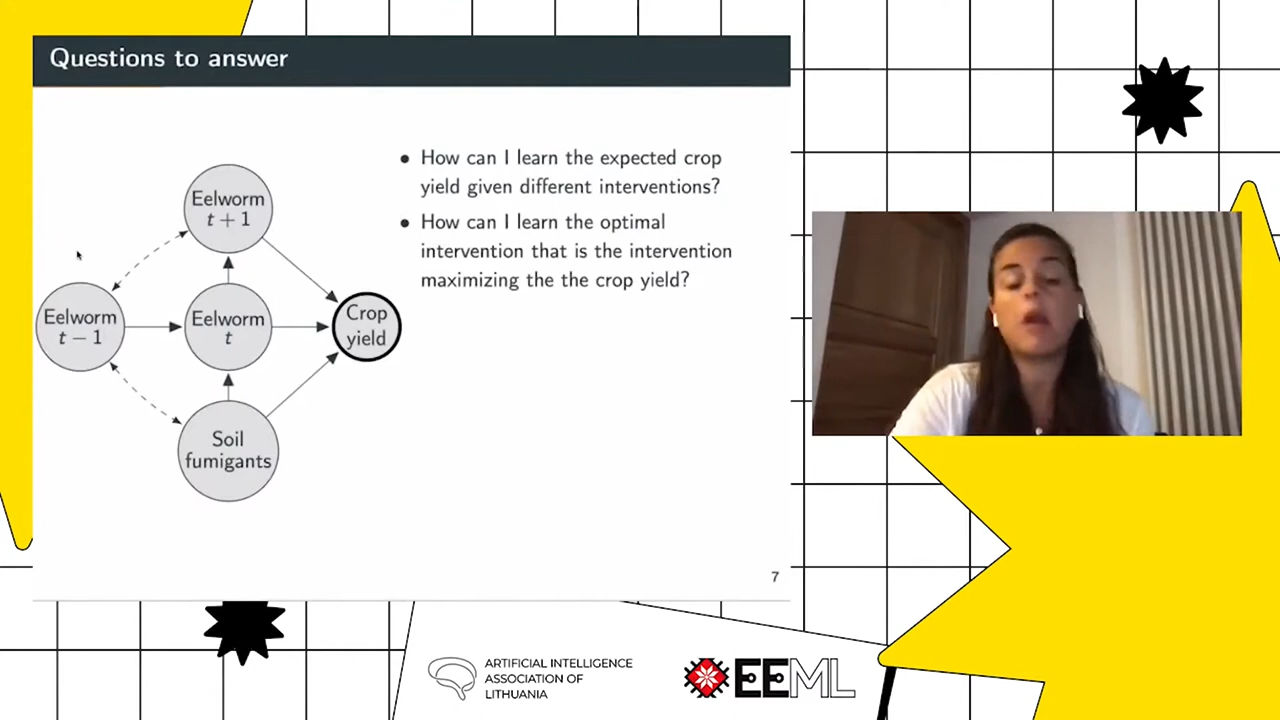 Questions to answer
Eelworm
t + 1
Eelworm
t − 1
Eelworm
t
Crop
yield
Soil
fumigants
• How can I learn the expected crop
yield given different interventions?
• How can I learn the optimal
intervention that is the intervention
maximizing the the crop yield?
7
ARTIFICIAL INTELLIGENCE
ASSOCIATION OF
LITHUANIA
EEML